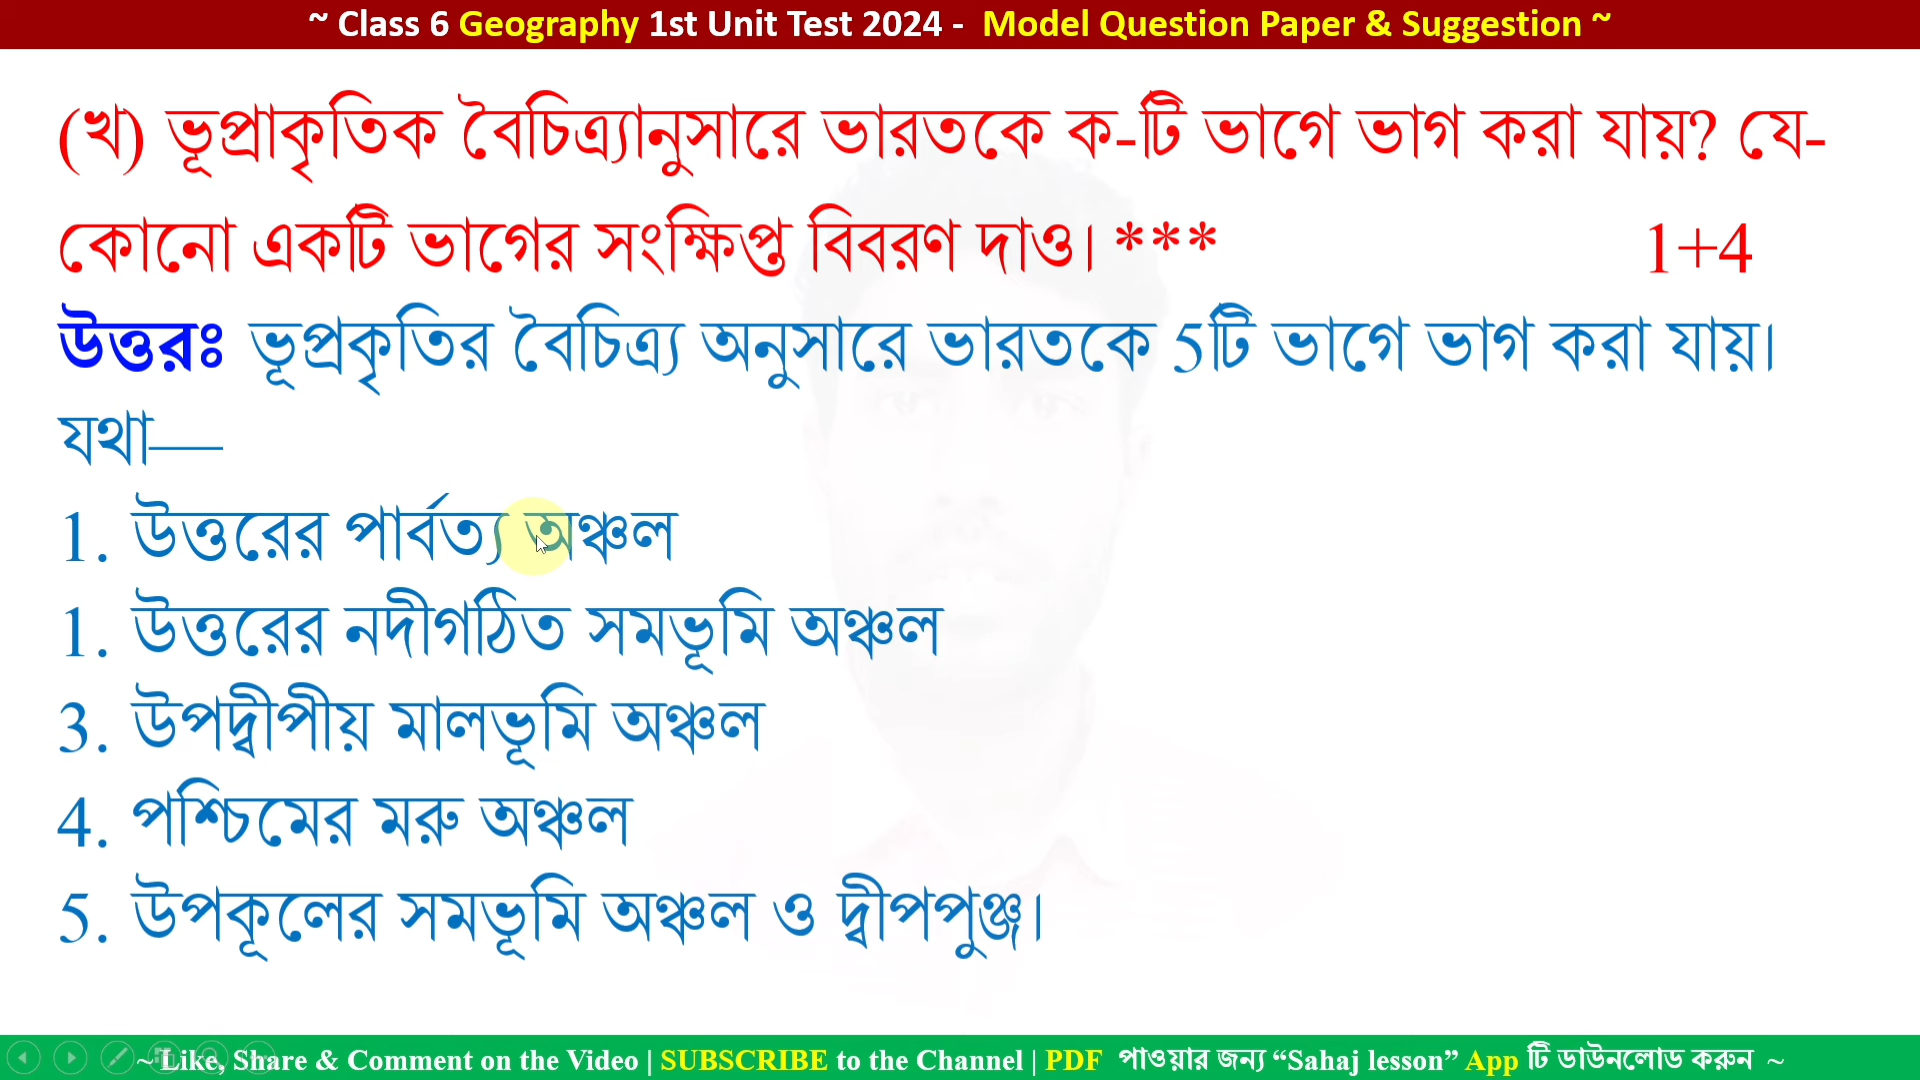 ~ Class 6 Geography 1st Unit Test 2024 - Model Question Paper & Suggestion ~
(খ) ভূপ্রাকৃতিক বৈচিত্র্যানুসারে ভারতকে ক-টি ভাগে ভাগ করা যায়? যে-
কোনো একটি ভাগের সংক্ষিপ্ত বিবরণ দাও। *** 1+4
উত্তরঃ ভূপ্রকৃতির বৈচিত্র্য অনুসারে ভারতকে 5টি ভাগে ভাগ করা যায়।
যথা—
1. উত্তরের পার্বত্য অঞ্চল
1. উত্তরের নদীগঠিত সমভূমি অঞ্চল
3. উপদ্বীপীয় মালভূমি অঞ্চল
4. পশ্চিমের মরু অঞ্চল
5. উপকূলের সমভূমি অঞ্চল ও দ্বীপপুঞ্জ।
~ Like, Share & Comment on the Video | SUBSCRIBE to the Channel | PDF পাওয়ার জন্য “Sahaj lesson” App টি ডাউনলোড করুন ~